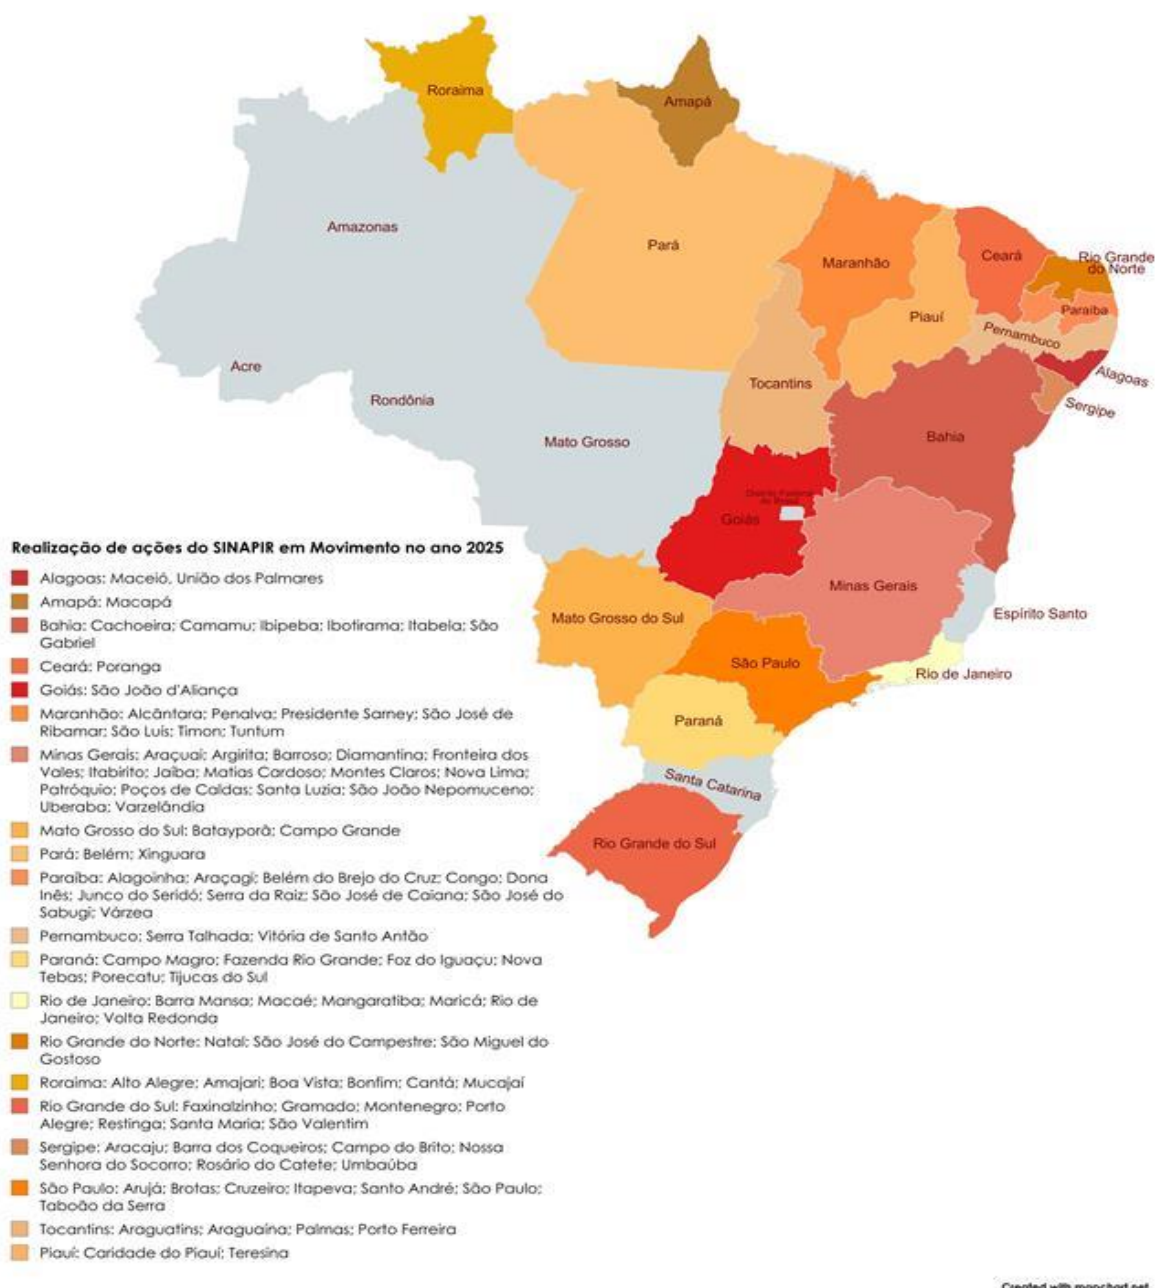 Roraima
Amapá
Amazonas
Pará
Maranhão
Ceará
Rio Grande
do Norte
Piauí
Paraíba
Pernambuco
Acre
Rondônia
Tocantins
Alagoas
Sergipe
Mato Grosso
Bahia
Distrito Federal
do Brasil
Goiás
Minas Gerais
Espírito Santo
Mato Grosso do Sul
São Paulo
Rio de Janeiro
Paraná
Santa Catarina
Rio Grande do Sul
Realização de ações do SINAPIR em Movimento no ano 2025
Alagoas: Maceió, União dos Palmares
Amapá: Macapá
Bahia: Cachoeira; Camamu; Ibipeba; Ibotirama; Itabela; São
Gabriel
Ceará: Poranga
Goiás: São João d'Aliança
Maranhão: Alcântara; Penalva; Presidente Sarney; São José de
Ribamar; São Luís; Timon; Tuntum
Minas Gerais: Araçuaí; Argirita; Barroso; Diamantina; Fronteira dos
Vales; Itabirito; Jaíba; Matias Cardoso; Montes Claros; Nova Lima;
Patróquio; Poços de Caldas; Santa Luzia; São João Nepomuceno;
Uberaba; Varzelândia
Mato Grosso do Sul: Batayporã; Campo Grande
Pará: Belém; Xinguara
Paraíba: Alagoinha; Araçagi; Belém do Brejo do Cruz; Congo; Dona
Inês; Junco do Seridó; Serra da Raiz; São José de Caiana; São José do
Sabugi; Várzea
Pernambuco: Serra Talhada; Vitória de Santo Antão
Paraná: Campo Magro; Fazenda Rio Grande; Foz do Iguaçu; Nova
Tebas; Porecatu; Tijucas do Sul
Rio de Janeiro: Barra Mansa; Macaé; Mangaratiba; Maricá; Rio de
Janeiro; Volta Redonda
Rio Grande do Norte: Natal; São José do Campestre; São Miguel do
Gostoso
Roraima: Alto Alegre; Amajari; Boa Vista; Bonfim; Cantá; Mucajaí
Rio Grande do Sul: Faxinalzinho; Gramado; Montenegro; Porto
Alegre; Restinga; Santa Maria; São Valentim
Sergipe: Aracaju; Barra dos Coqueiros; Campo do Brito; Nossa
Senhora do Socorro; Rosário do Catete; Umbaúba
São Paulo: Arujá; Brotas; Cruzeiro; Itapeva; Santo André; São Paulo;
Taboão da Serra
Tocantins: Araguatins; Araguaína; Palmas; Porto Ferreira
Piauí: Caridade do Piauí; Teresina
Created with mapchart.net